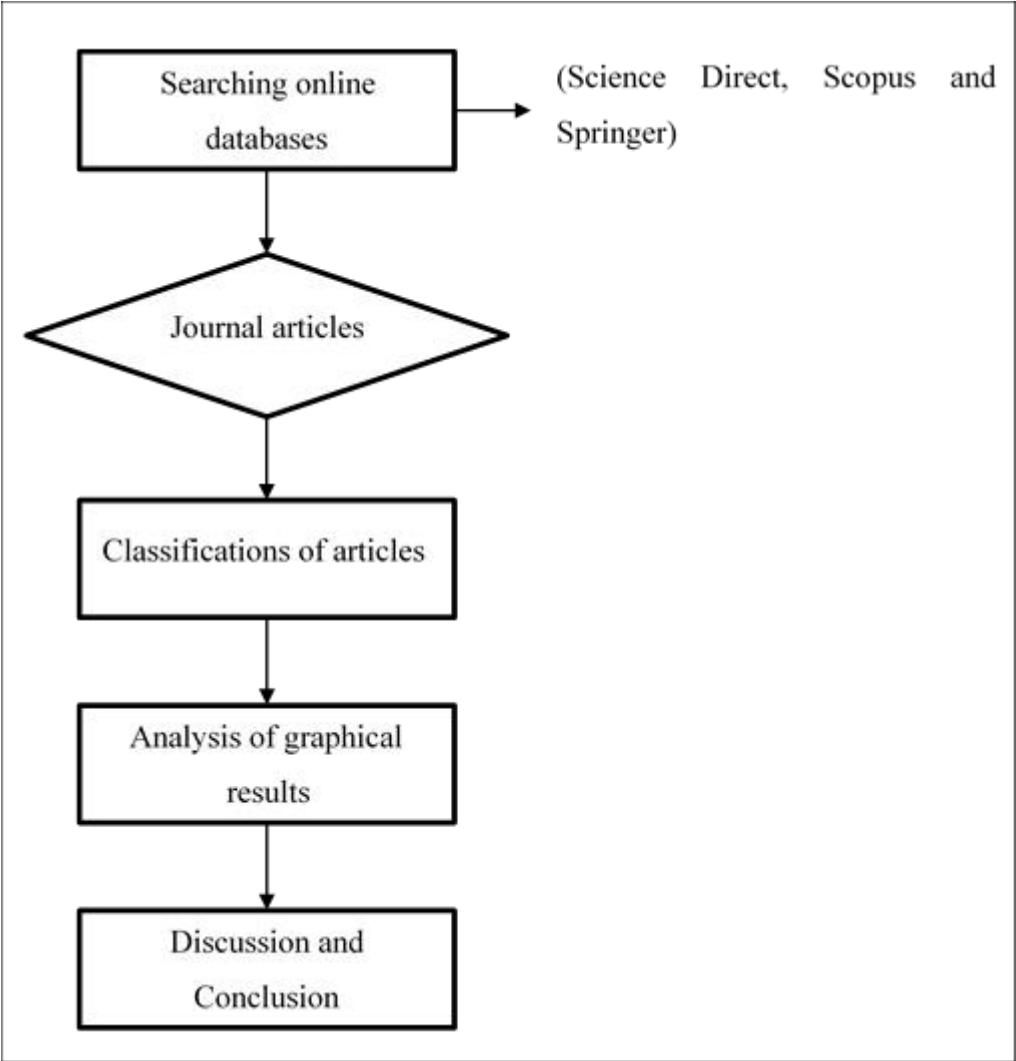 Searching online
databases
(Science Direct, Scopus and
Springer)
Journal articles
Classifications of articles
Analysis of graphical
results
Discussion and
Conclusion